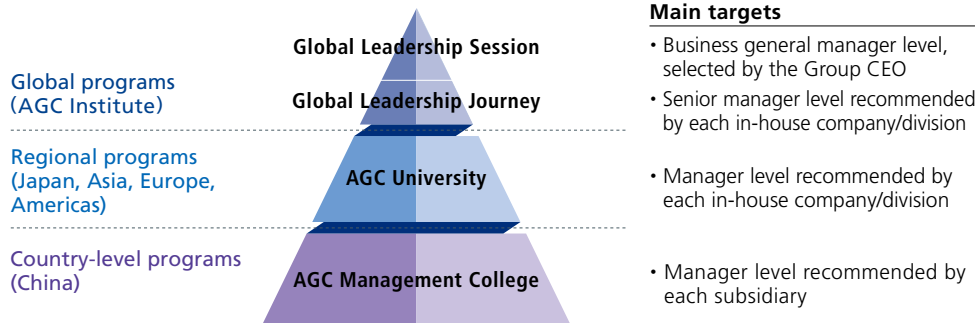 Main targets
Global Leadership Session
• Business general manager level,
selected by the Group CEO
Global programs
(AGC Institute)
Global Leadership Journey
• Senior manager level recommended
by each in-house company/division
Regional programs
(Japan, Asia, Europe,
Americas)
AGC University
• Manager level recommended by
each in-house company/division
Country-level programs
(China)
AGC Management College
• Manager level recommended by
each subsidiary